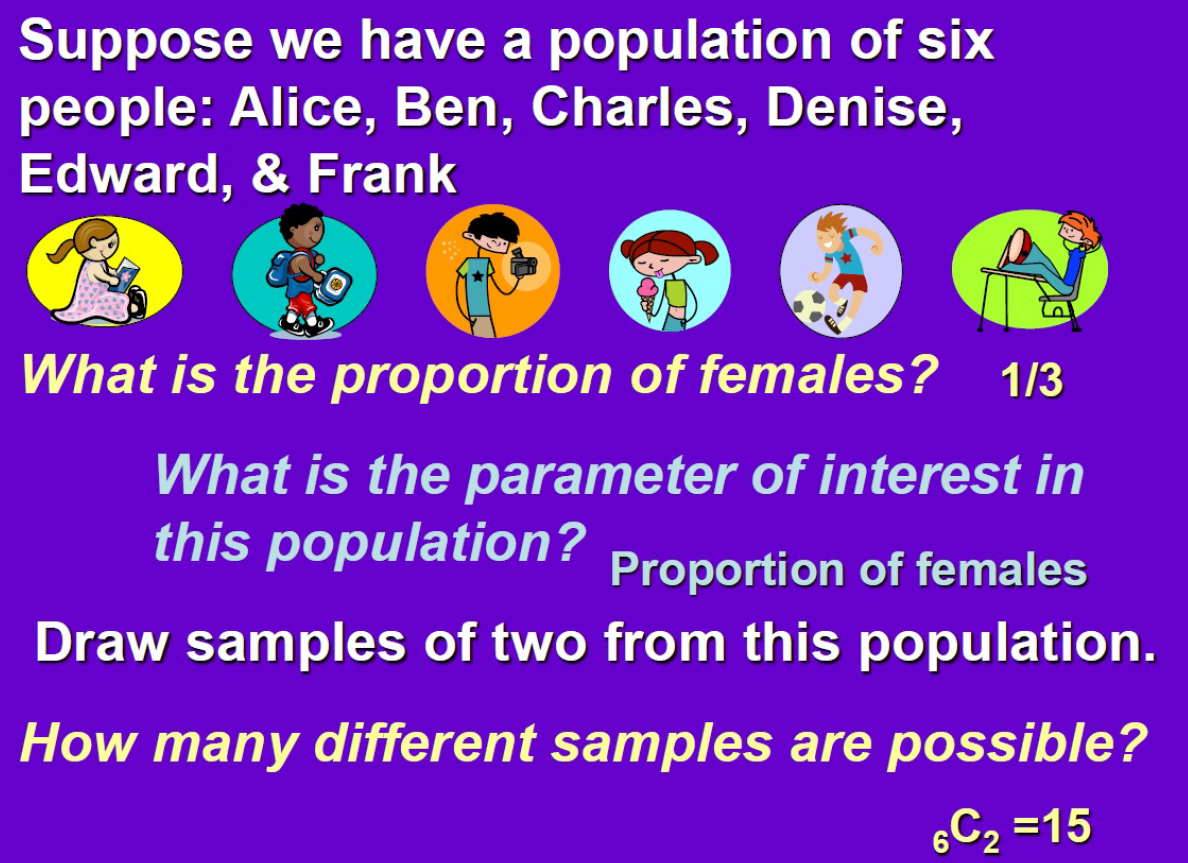 Suppose we have a population of six
people: Alice, Ben, Charles, Denise,
Edward, & Frank
What is the proportion of females? 1/3
What is the parameter of interest in
this population? Proportion of females
Draw samples of two from this population.
How many different samples are possible?
₆C₂ =15